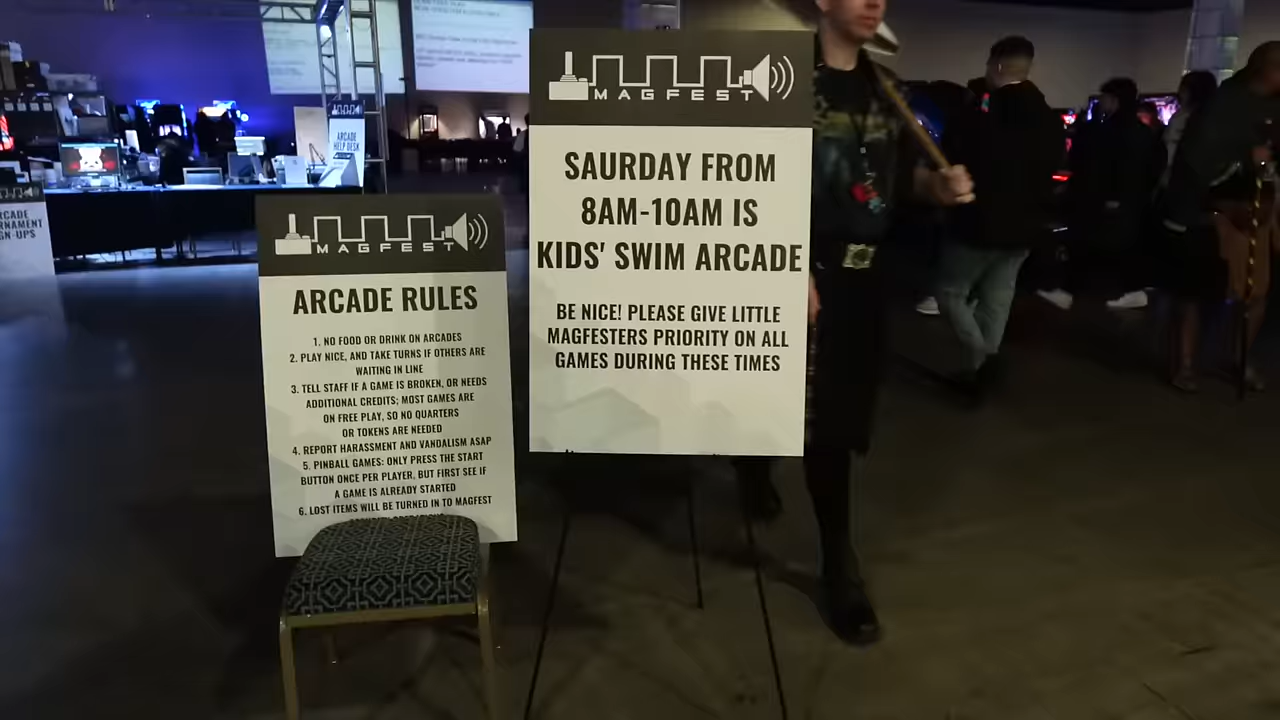 MAGFEST
SAURDAY FROM
8AM-10AM IS
KIDS' SWIM ARCADE
BE NICE! PLEASE GIVE LITTLE
MAGFESTERS PRIORITY ON ALL
GAMES DURING THESE TIMES
MAGFEST
ARCADE RULES
1. NO FOOD OR DRINK ON ARCADES
2. PLAY NICE, AND TAKE TURNS IF OTHERS ARE
WAITING IN LINE
3. TELL STAFF IF A GAME IS BROKEN, OR NEEDS
ADDITIONAL CREDITS; MOST GAMES ARE
ON FREE PLAY, SO NO QUARTERS
OR TOKENS ARE NEEDED
4. REPORT HARASSMENT AND VANDALISM ASAP
5. PINBALL GAMES: ONLY PRESS THE START
BUTTON ONCE PER PLAYER, BUT FIRST SEE IF
A GAME IS ALREADY STARTED
6. LOST ITEMS WILL BE TURNED IN TO MAGFEST
ARCADE
HELP DESK
RCADE
RNAMENT
GN-UPS